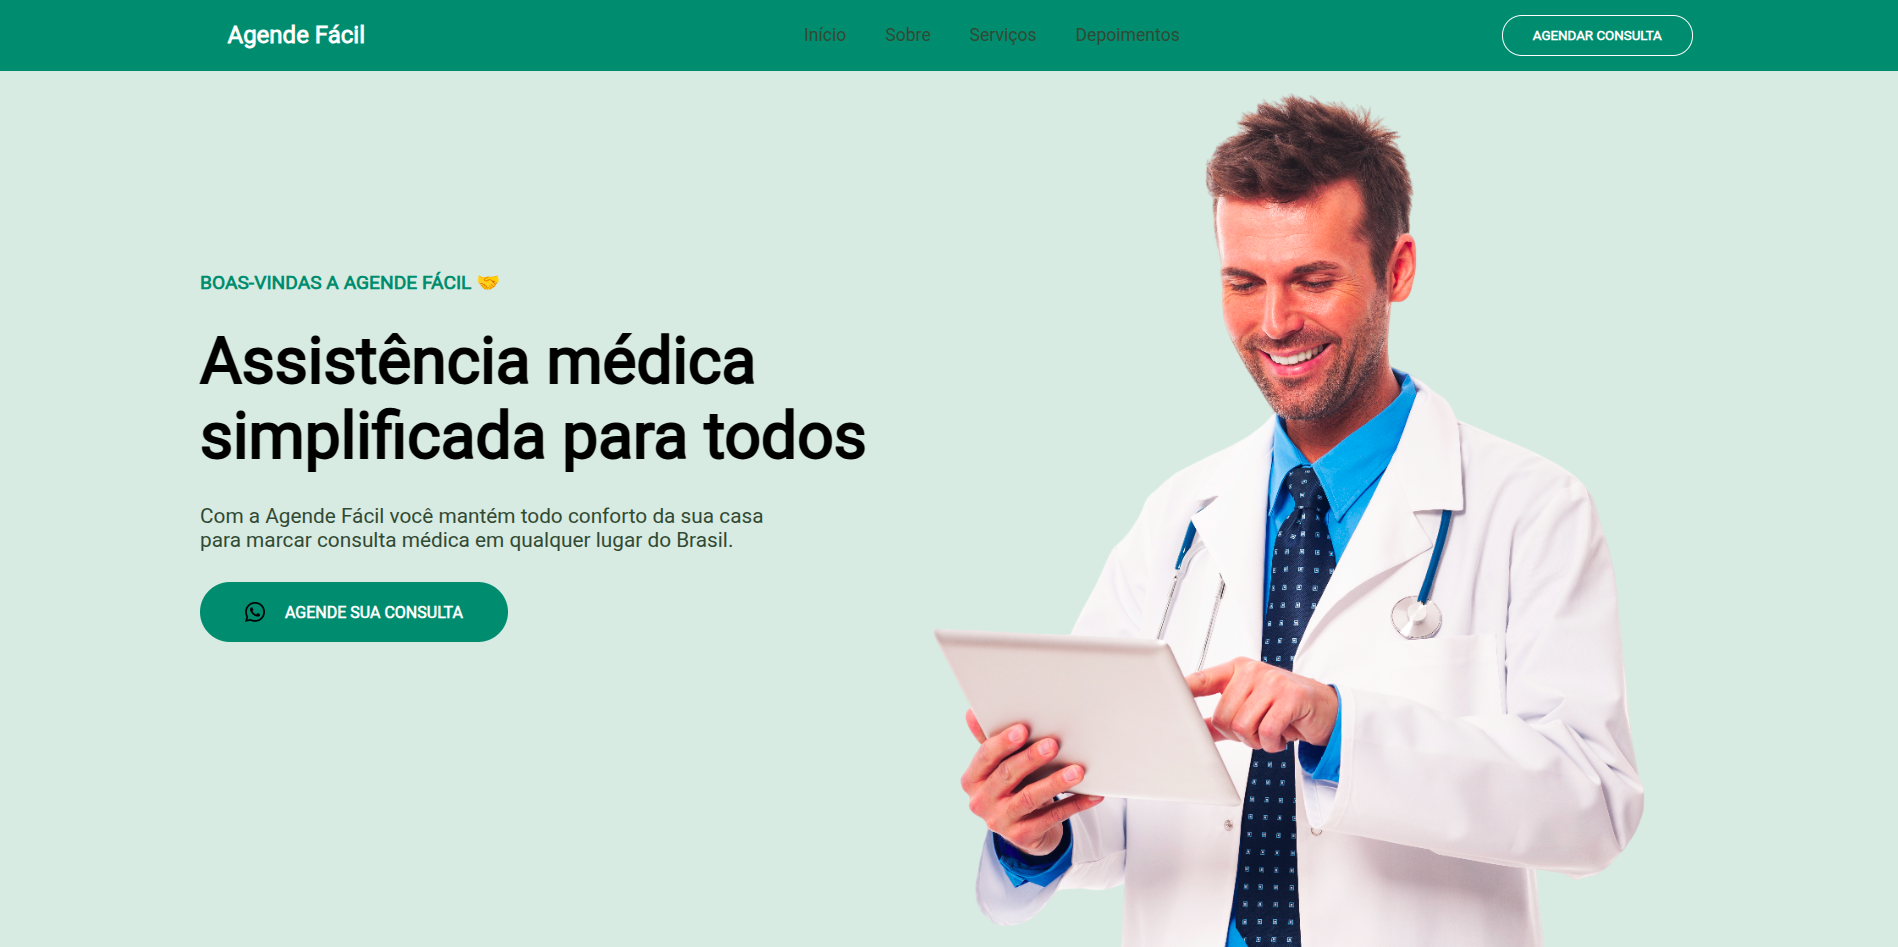 Agende Fácil
Início
Sobre
Serviços
Depoimentos
AGENDAR CONSULTA
BOAS-VINDAS A AGENDE FÁCIL 🤝
Assistência médica
simplificada para todos
Com a Agende Fácil você mantém todo conforto da sua casa
para marcar consulta médica em qualquer lugar do Brasil.
AGENDE SUA CONSULTA